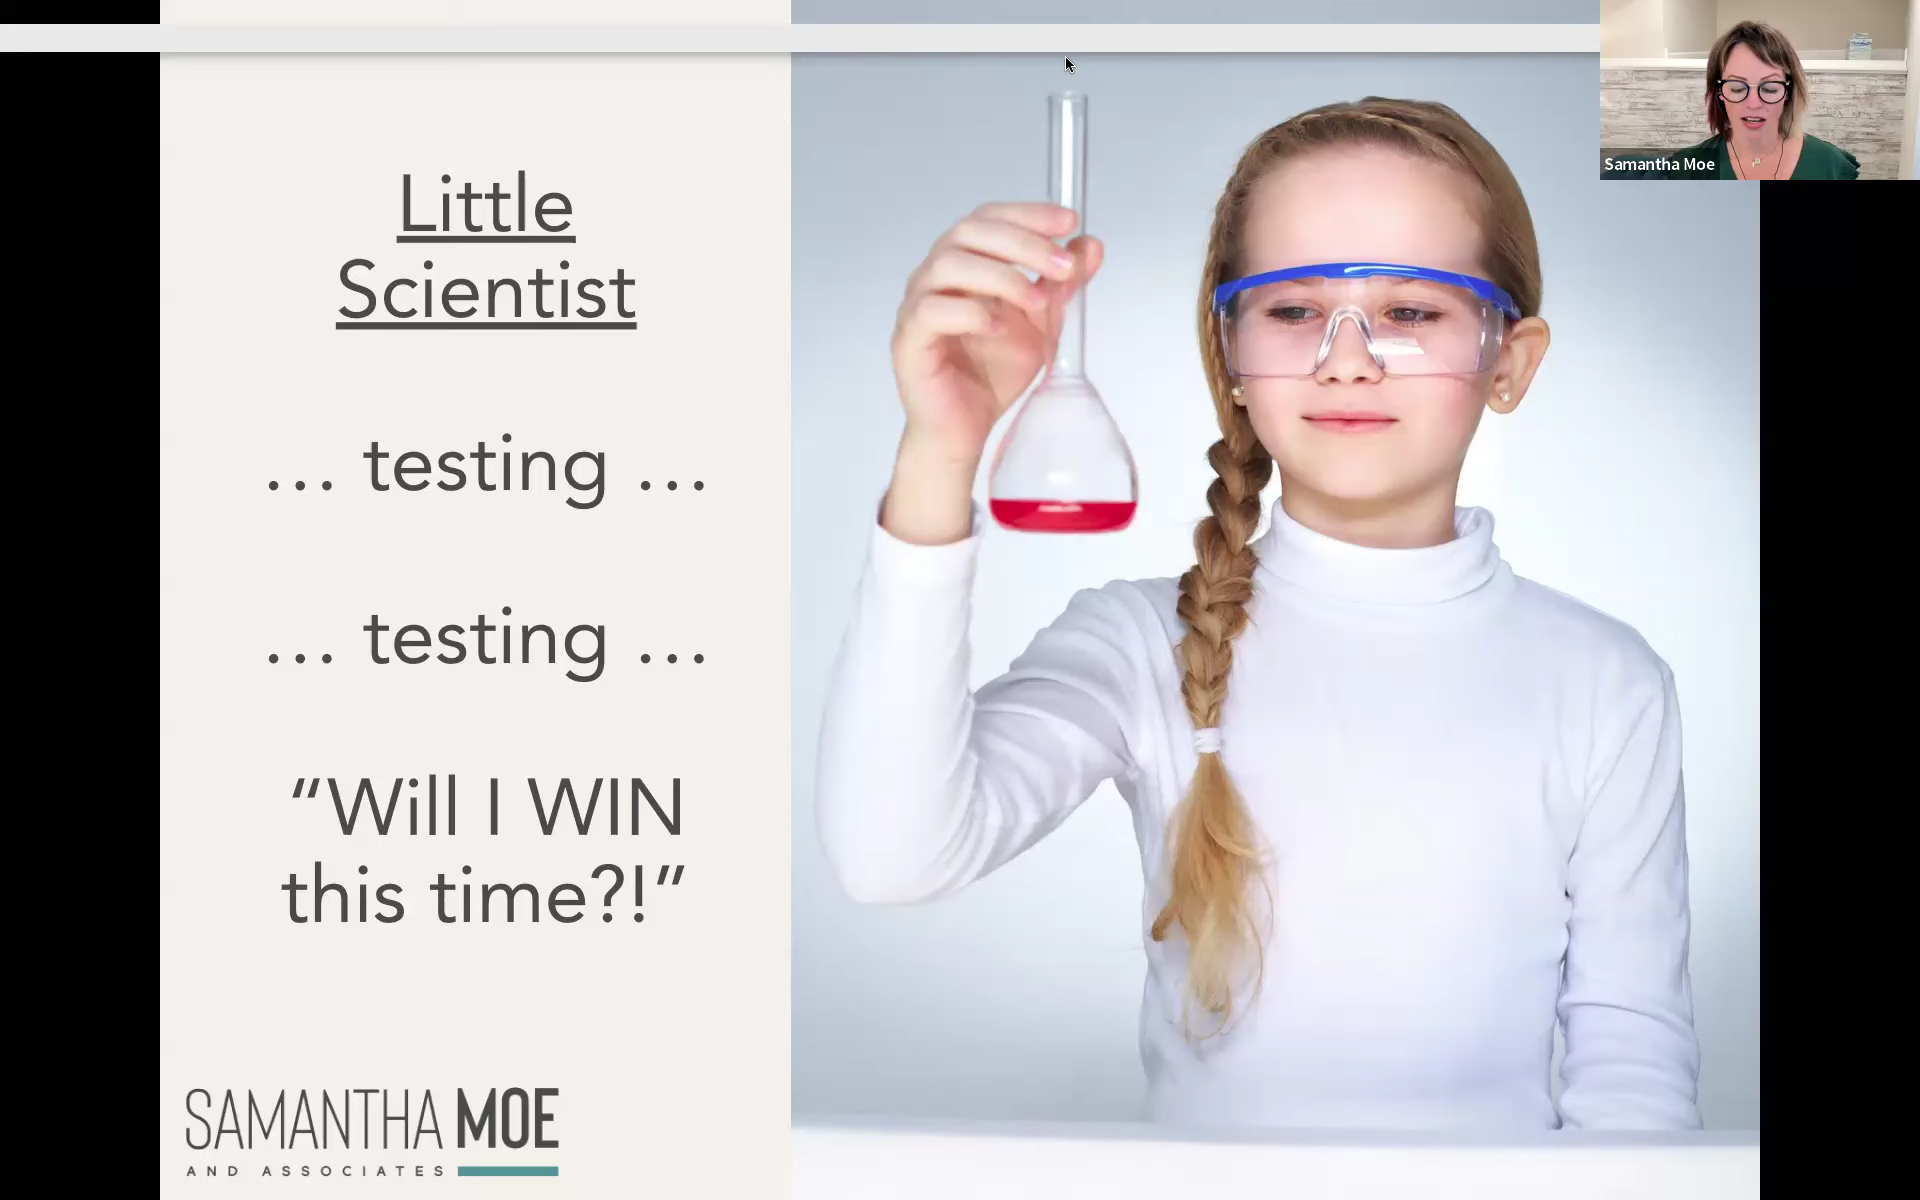 Little
Scientist
... testing ...
... testing ...
“Will I WIN
this time?!”
SAMANTHA MOE
AND ASSOCIATES
Samantha Moe